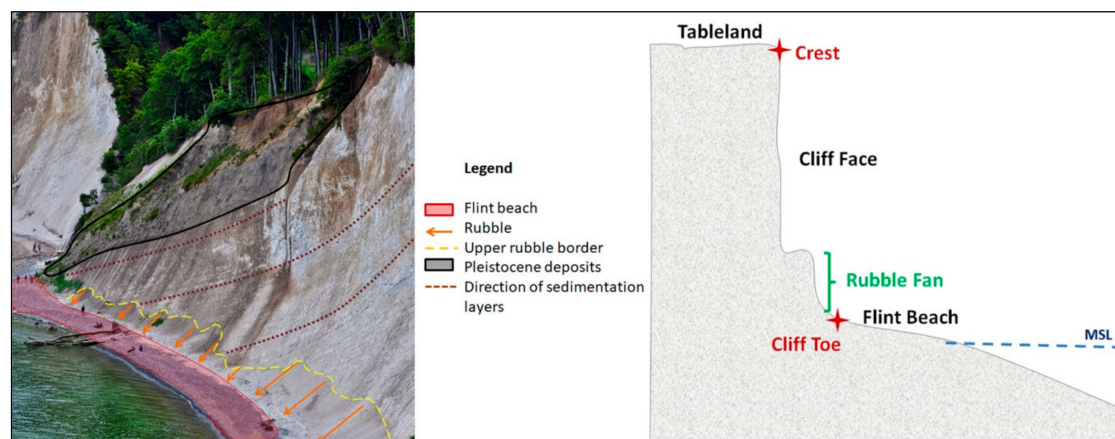 Legend
Flint beach
Rubble
Upper rubble border
Pleistocene deposits
Direction of sedimentation
layers
Tableland
Crest
Cliff Face
Rubble Fan
Flint Beach
Cliff Toe
MSL